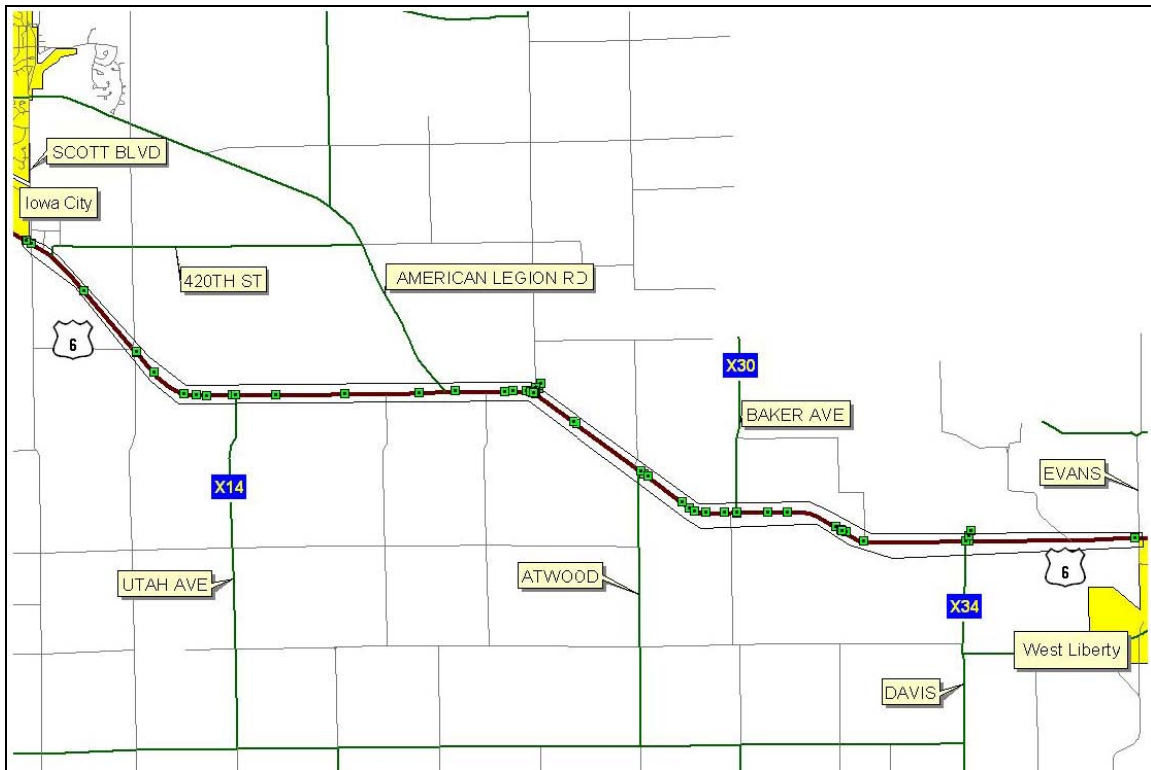 SCOTT BLVD
Iowa City
420TH ST
AMERICAN LEGION RD
6
X30
BAKER AVE
EVANS
X14
UTAH AVE
ATWOOD
6
X34
West Liberty
DAVIS